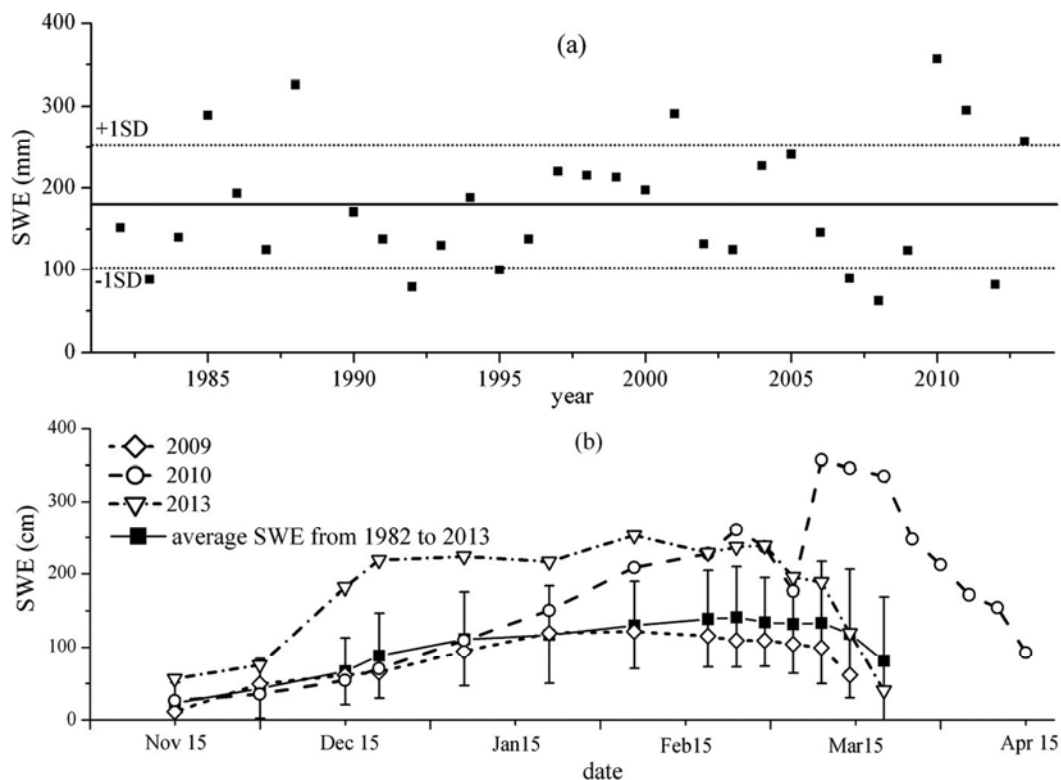 (a)
400
300
200
100
0
SWE (mm)
+1SD
-1SD
1985 1990 1995 2000 2005 2010
year
(b)
400
300
200
100
0
SWE (cm)
2009
2010
2013
average SWE from 1982 to 2013
Nov 15 Dec 15 Jan15 Feb15 Mar15 Apr 15
date